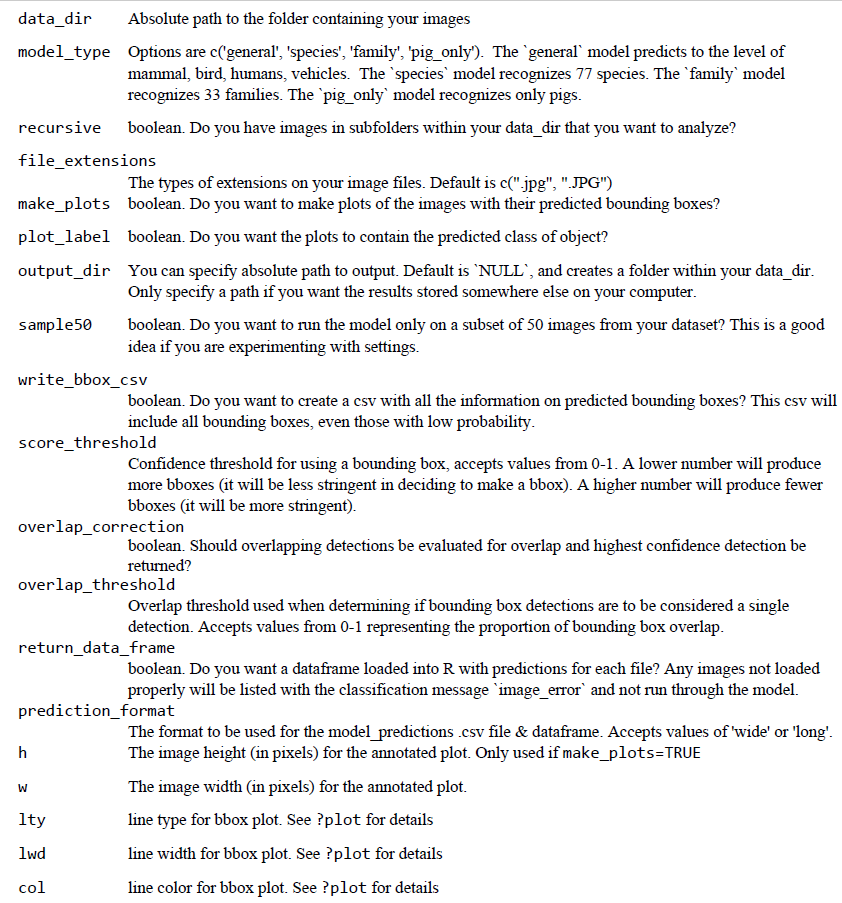 data_dir Absolute path to the folder containing your images
model_type Options are c('general', 'species', 'family', 'pig_only'). The `general` model predicts to the level of
mammal, bird, humans, vehicles. The `species` model recognizes 77 species. The `family` model
recognizes 33 families. The `pig_only` model recognizes only pigs.
recursive boolean. Do you have images in subfolders within your data_dir that you want to analyze?
file_extensions
The types of extensions on your image files. Default is c(".jpg", ".JPG")
make_plots boolean. Do you want to make plots of the images with their predicted bounding boxes?
plot_label boolean. Do you want the plots to contain the predicted class of object?
output_dir You can specify absolute path to output. Default is `NULL`, and creates a folder within your data_dir.
Only specify a path if you want the results stored somewhere else on your computer.
sample50 boolean. Do you want to run the model only on a subset of 50 images from your dataset? This is a good
idea if you are experimenting with settings.
write_bbox_csv
boolean. Do you want to create a csv with all the information on predicted bounding boxes? This csv will
include all bounding boxes, even those with low probability.
score_threshold
Confidence threshold for using a bounding box, accepts values from 0-1. A lower number will produce
more bboxes (it will be less stringent in deciding to make a bbox). A higher number will produce fewer
bboxes (it will be more stringent).
overlap_correction
boolean. Should overlapping detections be evaluated for overlap and highest confidence detection be
returned?
overlap_threshold
Overlap threshold used when determining if bounding box detections are to be considered a single
detection. Accepts values from 0-1 representing the proportion of bounding box overlap.
return_data_frame
boolean. Do you want a dataframe loaded into R with predictions for each file? Any images not loaded
properly will be listed with the classification message `image_error` and not run through the model.
prediction_format
The format to be used for the model_predictions .csv file & dataframe. Accepts values of 'wide' or 'long'.
h The image height (in pixels) for the annotated plot. Only used if make_plots=TRUE
w The image width (in pixels) for the annotated plot.
lty line type for bbox plot. See ?plot for details
lwd line width for bbox plot. See ?plot for details
col line color for bbox plot. See ?plot for details